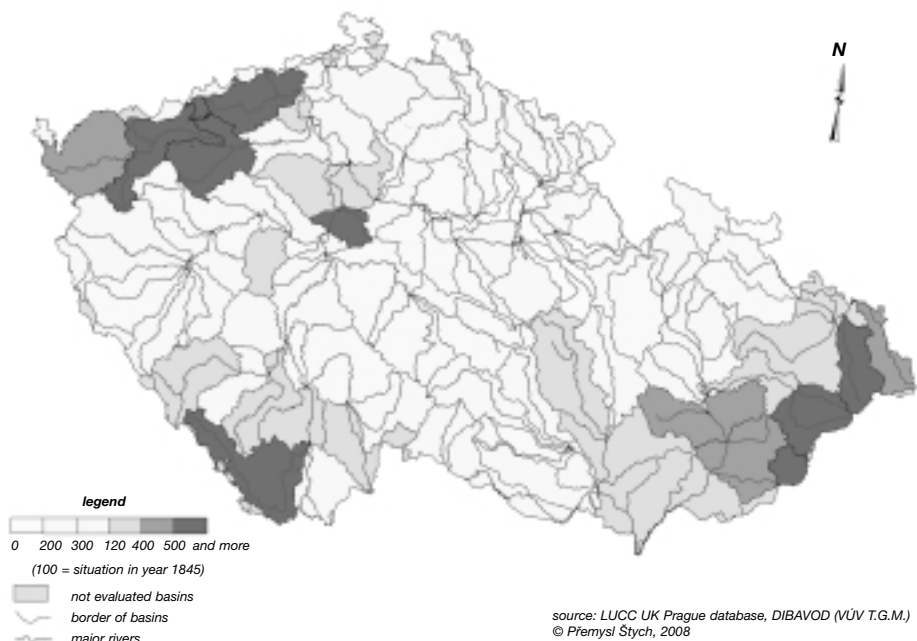 N
legend
0 200 300 120 400 500 and more
(100 = situation in year 1845)
not evaluated basins
border of basins
major rivers
source: LUCC UK Prague database, DIBAVOD (VÚV T.G.M.)
© Přemysl Štych, 2008